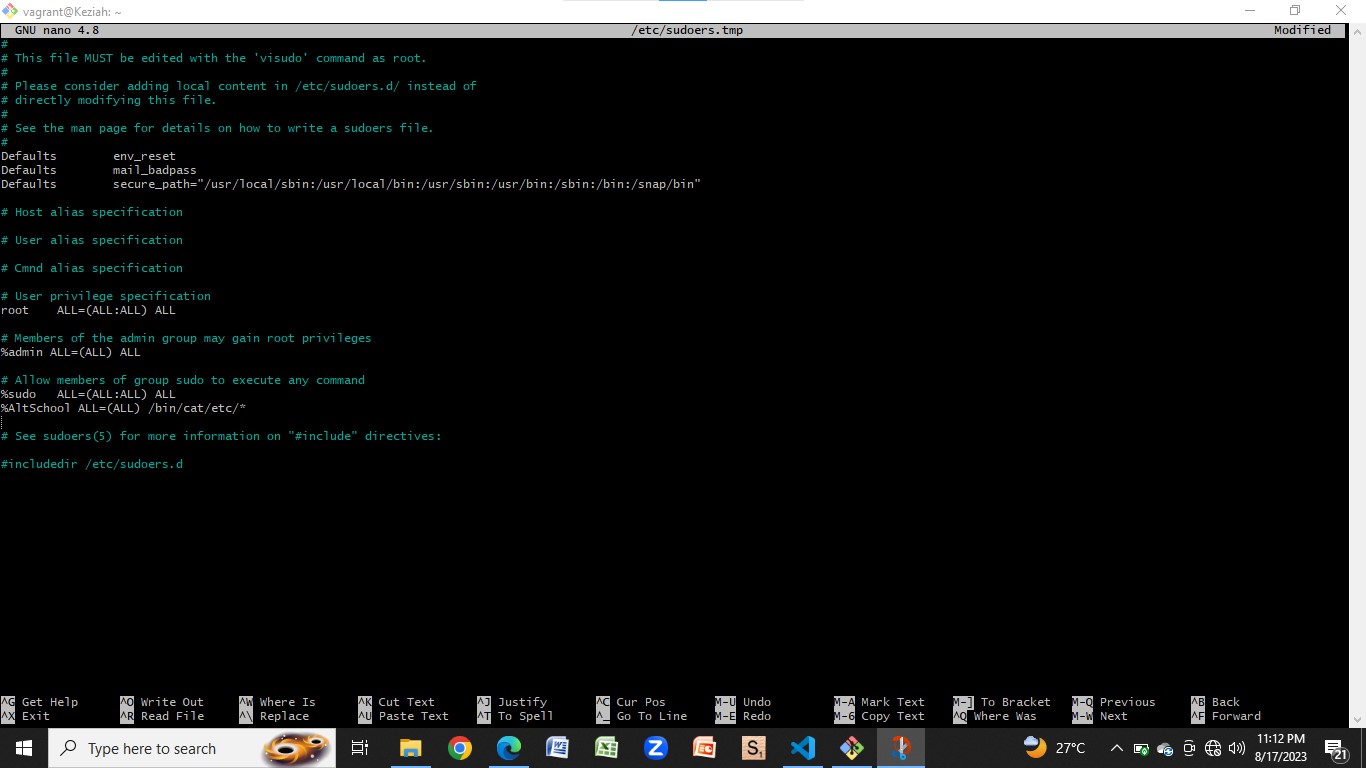 vagrant@Keziah: ~
GNU nano 4.8 /etc/sudoers.tmp Modified
#
# This file MUST be edited with the 'visudo' command as root.
#
# Please consider adding local content in /etc/sudoers.d/ instead of
# directly modifying this file.
#
# See the man page for details on how to write a sudoers file.
#
Defaults env_reset
Defaults mail_badpass
Defaults secure_path="/usr/local/sbin:/usr/local/bin:/usr/sbin:/usr/bin:/sbin:/bin:/snap/bin"
# Host alias specification
# User alias specification
# Cmnd alias specification
# User privilege specification
root ALL=(ALL:ALL) ALL
# Members of the admin group may gain root privileges
%admin ALL=(ALL) ALL
# Allow members of group sudo to execute any command
%sudo ALL=(ALL:ALL) ALL
%AltSchool ALL=(ALL) /bin/cat/etc/*
# See sudoers(5) for more information on "#include" directives:
#includedir /etc/sudoers.d
^G Get Help ^O Write Out ^W Where Is ^K Cut Text ^J Justify ^C Cur Pos M-U Undo M-A Mark Text M-] To Bracket M-Q Previous ^B Back
^X Exit ^R Read File ^\ Replace ^U Paste Text ^T To Spell ^_ Go To Line M-E Redo M-6 Copy Text ^Q Where Was M-W Next ^F Forward
Type here to search
27°C
11:12 PM
8/17/2023
21